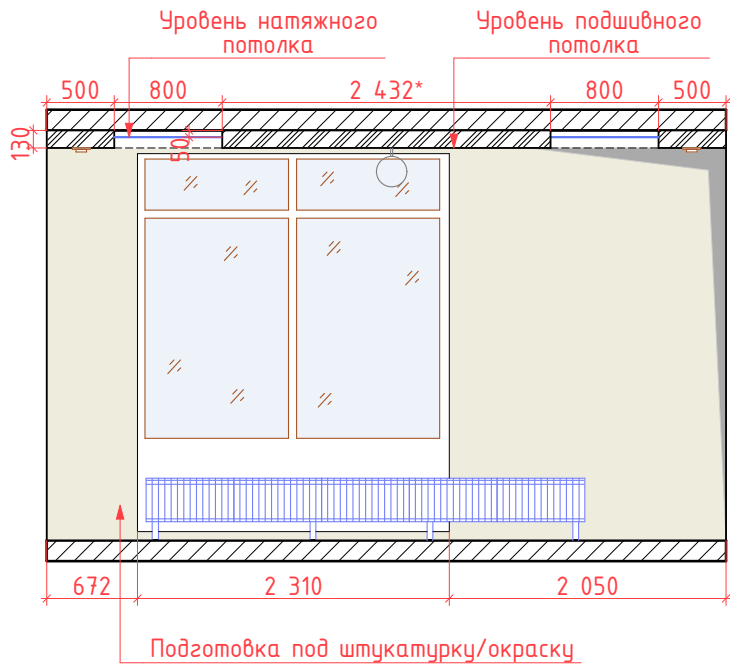 Уровень натяжного
потолка
Уровень подшивного
потолка
500
800
2 432*
800
500
130
50
672
2 310
2 050
Подготовка под штукатурку/окраску